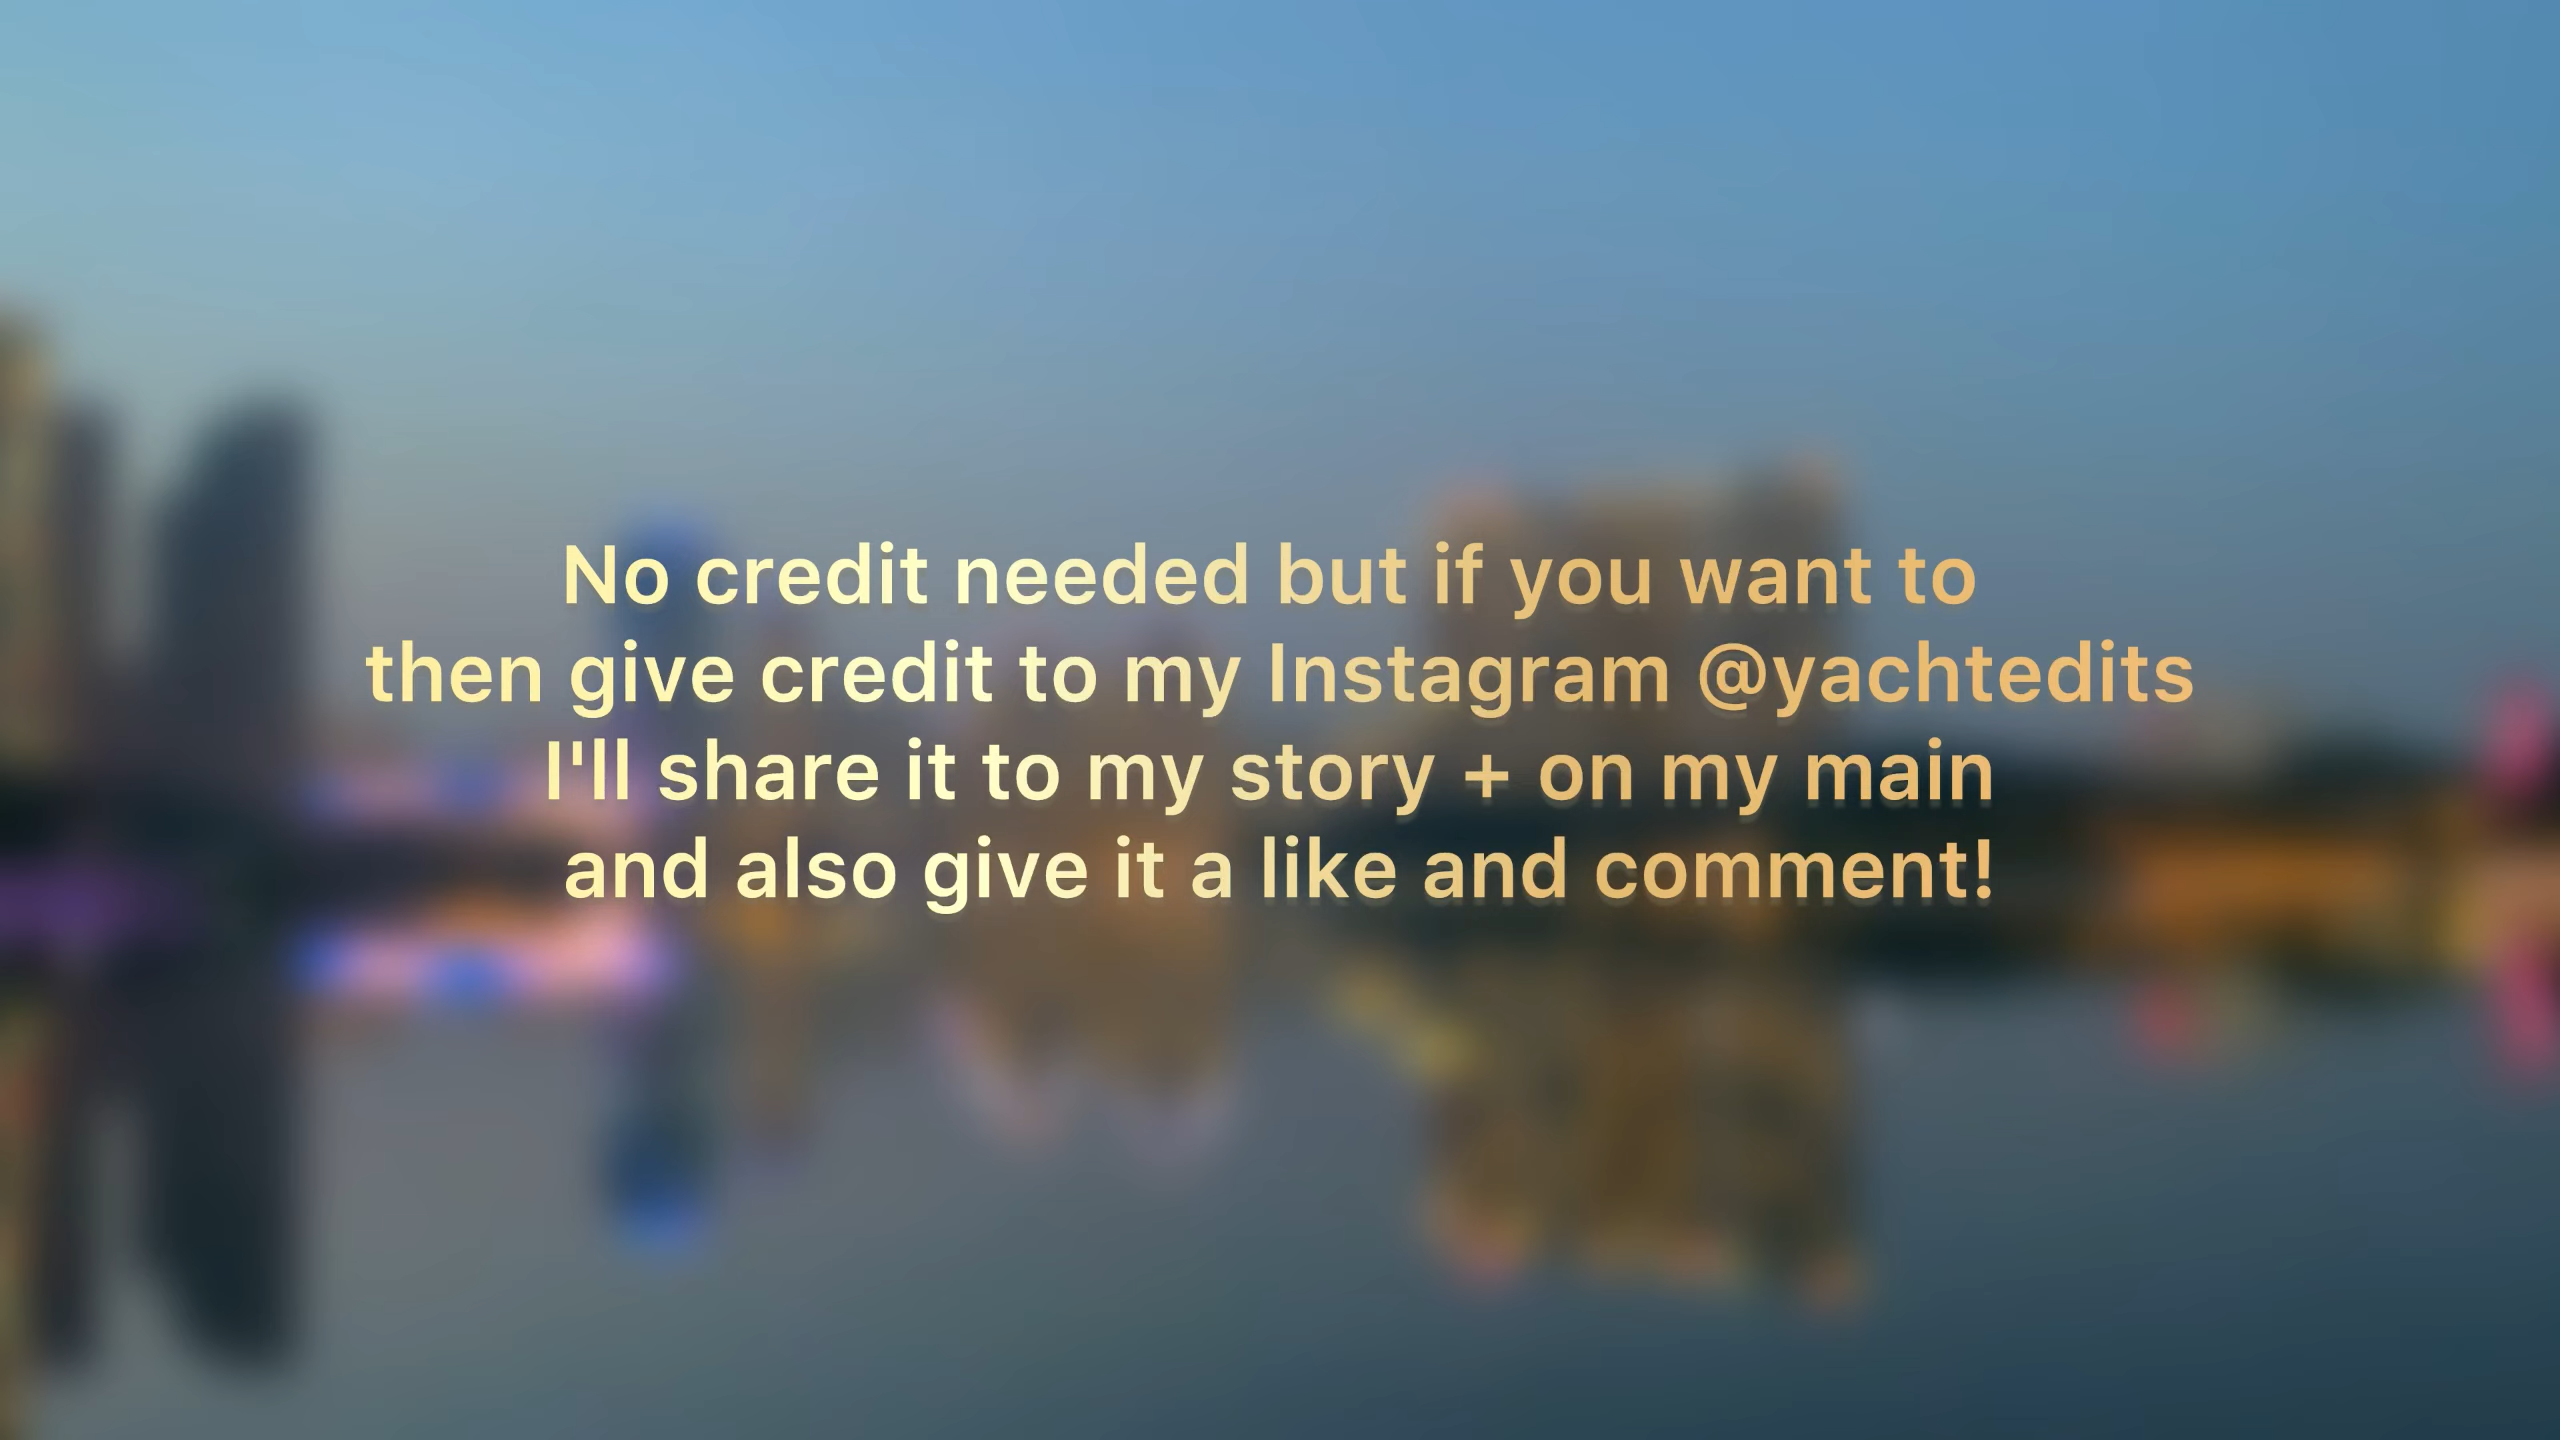 No credit needed but if you want to
then give credit to my Instagram @yachtedits
I'll share it to my story + on my main
and also give it a like and comment!